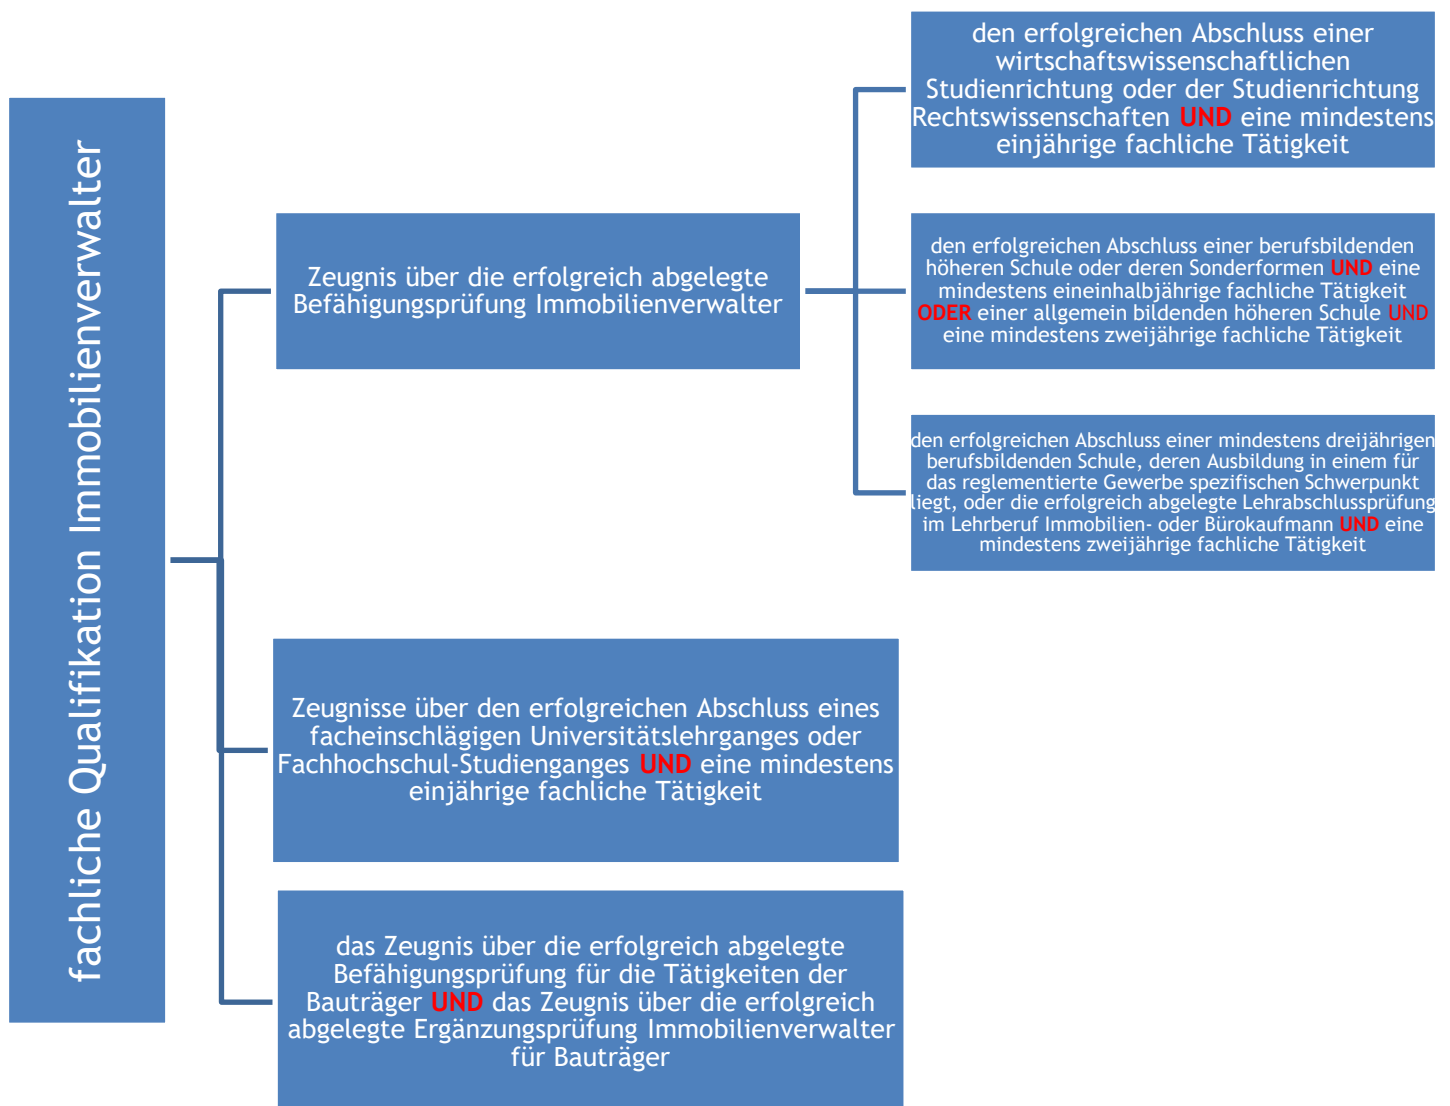 fachliche Qualifikation Immobilienverwalter
Zeugnis über die erfolgreich abgelegte
Befähigungsprüfung Immobilienverwalter
den erfolgreichen Abschluss einer
wirtschaftswissenschaftlichen
Studienrichtung oder der Studienrichtung
Rechtswissenschaften UND eine mindestens
einjährige fachliche Tätigkeit
den erfolgreichen Abschluss einer berufsbildenden
höheren Schule oder deren Sonderformen UND eine
mindestens eineinhalbjährige fachliche Tätigkeit
ODER einer allgemein bildenden höheren Schule UND
eine mindestens zweijährige fachliche Tätigkeit
den erfolgreichen Abschluss einer mindestens dreijährigen
berufsbildenden Schule, deren Ausbildung in einem für
das reglementierte Gewerbe spezifischen Schwerpunkt
liegt, oder die erfolgreich abgelegte Lehrabschlussprüfung
im Lehrberuf Immobilien- oder Bürokaufmann UND eine
mindestens zweijährige fachliche Tätigkeit
Zeugnisse über den erfolgreichen Abschluss eines
facheinschlägigen Universitätslehrganges oder
Fachhochschul-Studienganges UND eine mindestens
einjährige fachliche Tätigkeit
das Zeugnis über die erfolgreich abgelegte
Befähigungsprüfung für die Tätigkeiten der
Bauträger UND das Zeugnis über die erfolgreich
abgelegte Ergänzungsprüfung Immobilienverwalter
für Bauträger